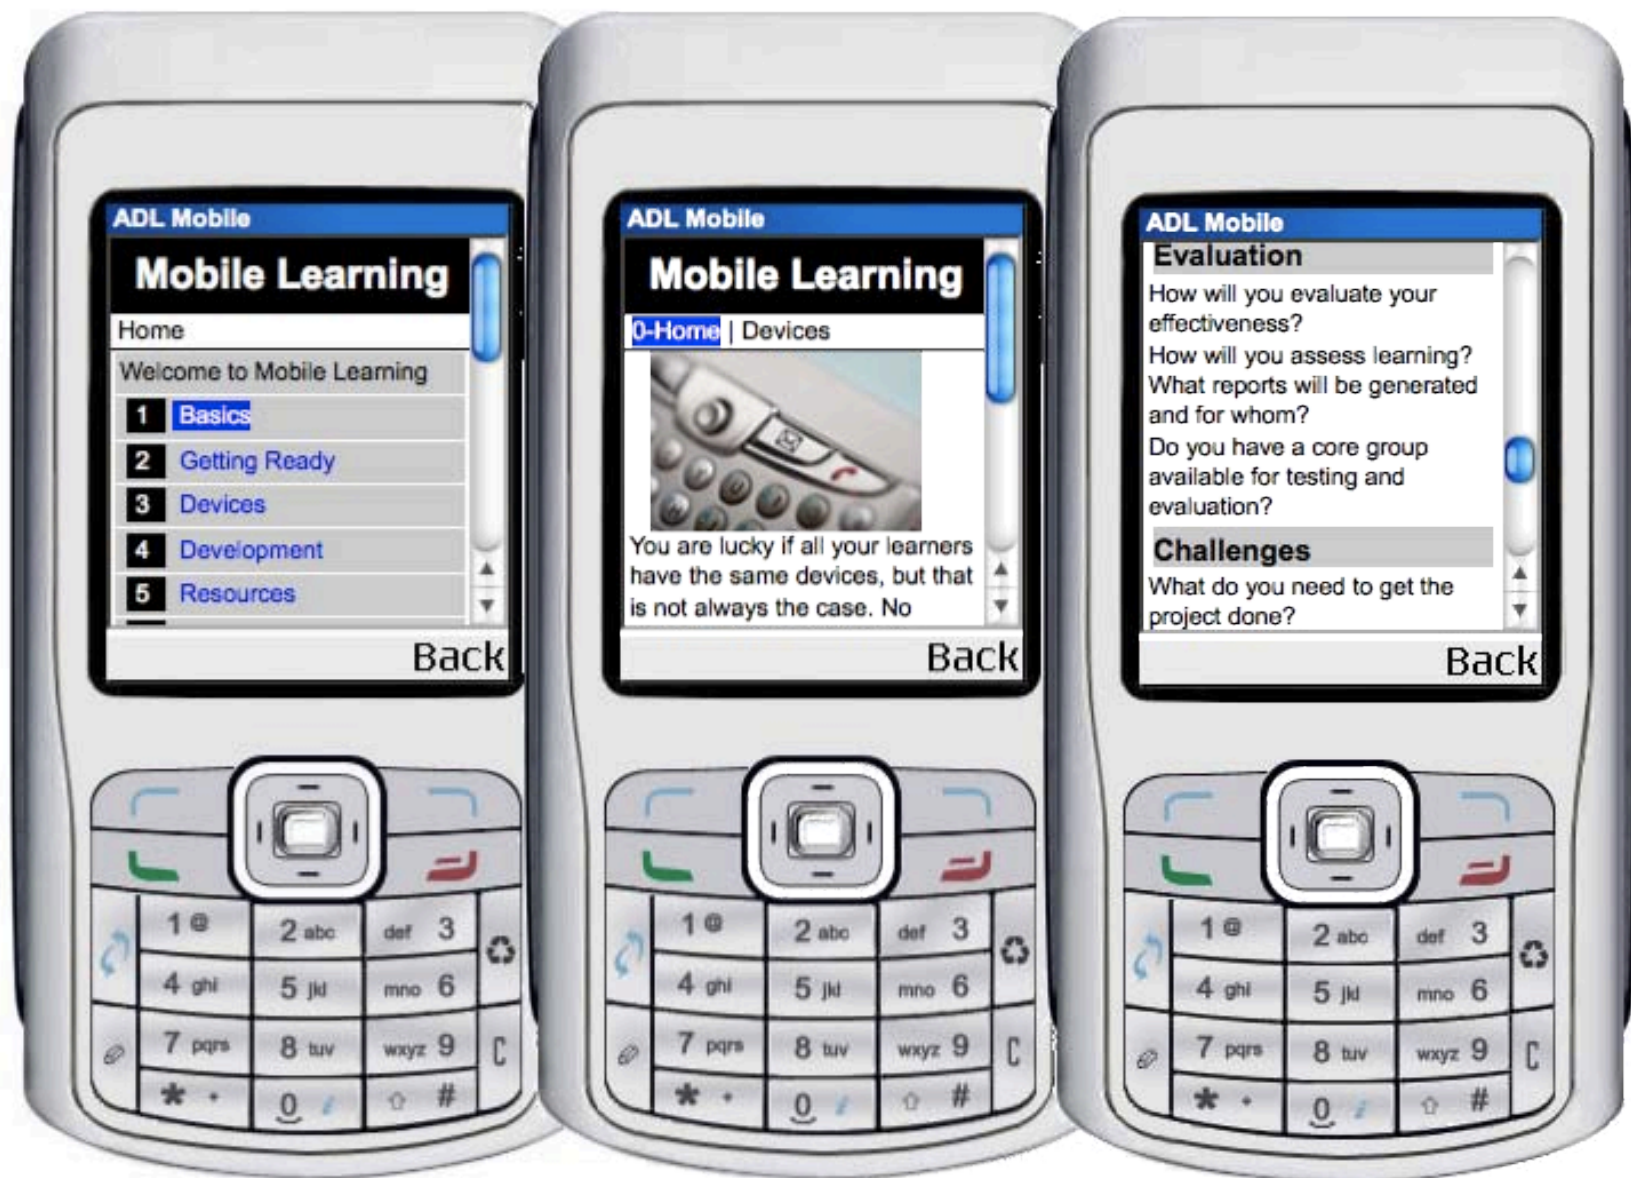 ADL Mobile
Mobile Learning
Home
Welcome to Mobile Learning
1 Basics
2 Getting Ready
3 Devices
4 Development
5 Resources
Back
1 @
2 abc
def 3
4 ghi
5 jkl
mno 6
7 pqrs
8 tuv
wxyz 9
C
* +
0 i
#
ADL Mobile
Mobile Learning
0-Home | Devices
You are lucky if all your learners
have the same devices, but that
is not always the case. No
Back
1 @
2 abc
def 3
4 ghi
5 jkl
mno 6
7 pqrs
8 tuv
wxyz 9
C
* +
0 i
#
ADL Mobile
Evaluation
How will you evaluate your
effectiveness?
How will you assess learning?
What reports will be generated
and for whom?
Do you have a core group
available for testing and
evaluation?
Challenges
What do you need to get the
project done?
Back
1 @
2 abc
def 3
4 ghi
5 jkl
mno 6
7 pqrs
8 tuv
wxyz 9
C
* +
0 i
#